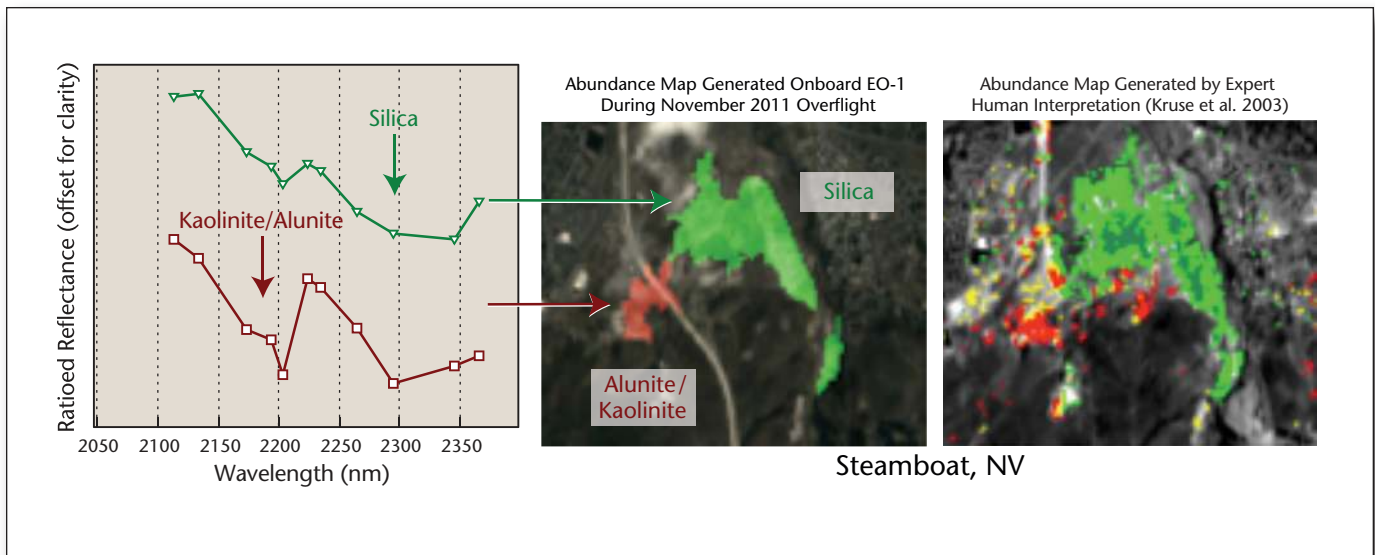 Ratioed Reflectance (offset for clarity)
Silica
Kaolinite/Alunite
2050 2100 2150 2200 2250 2300 2350
Wavelength (nm)
Abundance Map Generated Onboard EO-1
During November 2011 Overflight
Silica
Alunite/
Kaolinite
Abundance Map Generated by Expert
Human Interpretation (Kruse et al. 2003)
Steamboat, NV